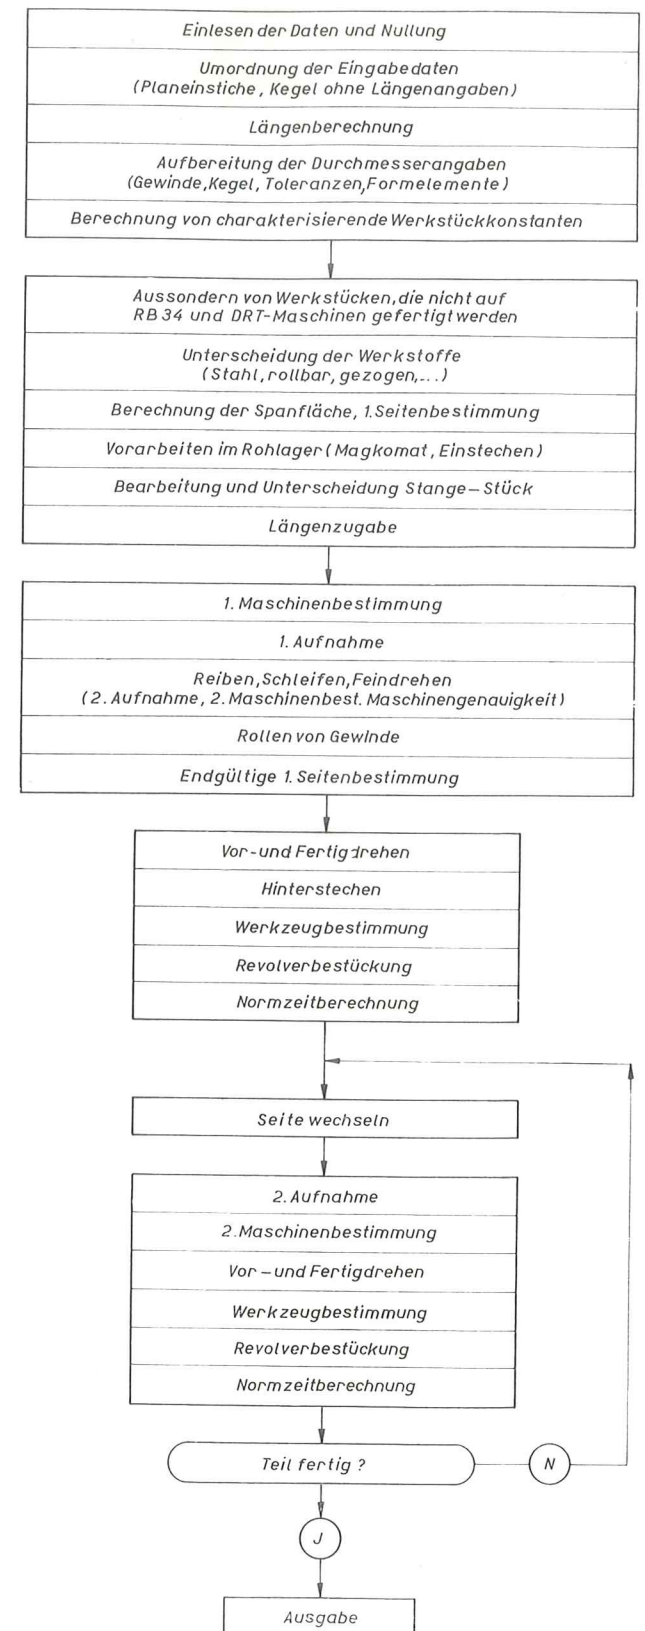 Einlesen der Daten und Nullung
Umordnung der Eingabedaten
(Planeinstiche, Kegel ohne Längenangaben)
Längenberechnung
Aufbereitung der Durchmesserangaben
(Gewinde, Kegel, Toleranzen, Formelemente)
Berechnung von charakterisierende Werkstückkonstanten
Aussondern von Werkstücken, die nicht auf
RB 34 und DRT-Maschinen gefertigt werden
Unterscheidung der Werkstoffe
(Stahl, rollbar, gezogen,...)
Berechnung der Spanfläche, 1. Seitenbestimmung
Vorarbeiten im Rohlager (Magkomat, Einstechen)
Bearbeitung und Unterscheidung Stange – Stück
Längenzugabe
1. Maschinenbestimmung
1. Aufnahme
Reiben, Schleifen, Feindrehen
(2. Aufnahme, 2. Maschinenbest. Maschinengenauigkeit)
Rollen von Gewinde
Endgültige 1. Seitenbestimmung
Vor- und Fertigdrehen
Hinterstechen
Werkzeugbestimmung
Revolverbestückung
Normzeitberechnung
Seite wechseln
2. Aufnahme
2. Maschinenbestimmung
Vor – und Fertigdrehen
Werkzeugbestimmung
Revolverbestückung
Normzeitberechnung
Teil fertig ?
N
J
Ausgabe